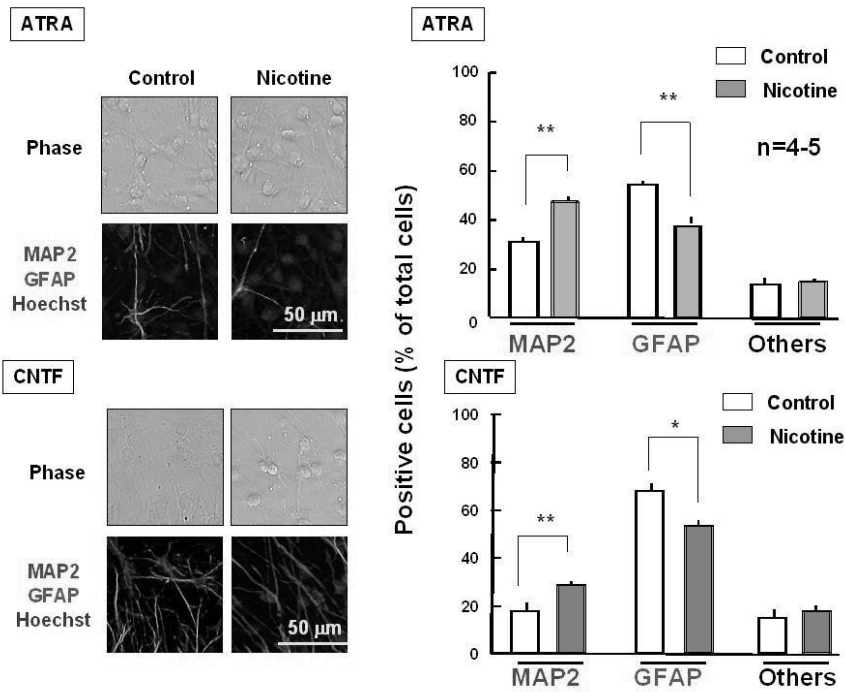 ATRA
Control Nicotine
Phase
MAP2
GFAP
Hoechst
50 μm
CNTF
Phase
MAP2
GFAP
Hoechst
50 μm
Positive cells (% of total cells)
ATRA
Control
Nicotine
n=4-5
100
80
60
40
20
0
** **
MAP2 GFAP Others
CNTF
Control
Nicotine
100
80
60
40
20
0
** *
MAP2 GFAP Others